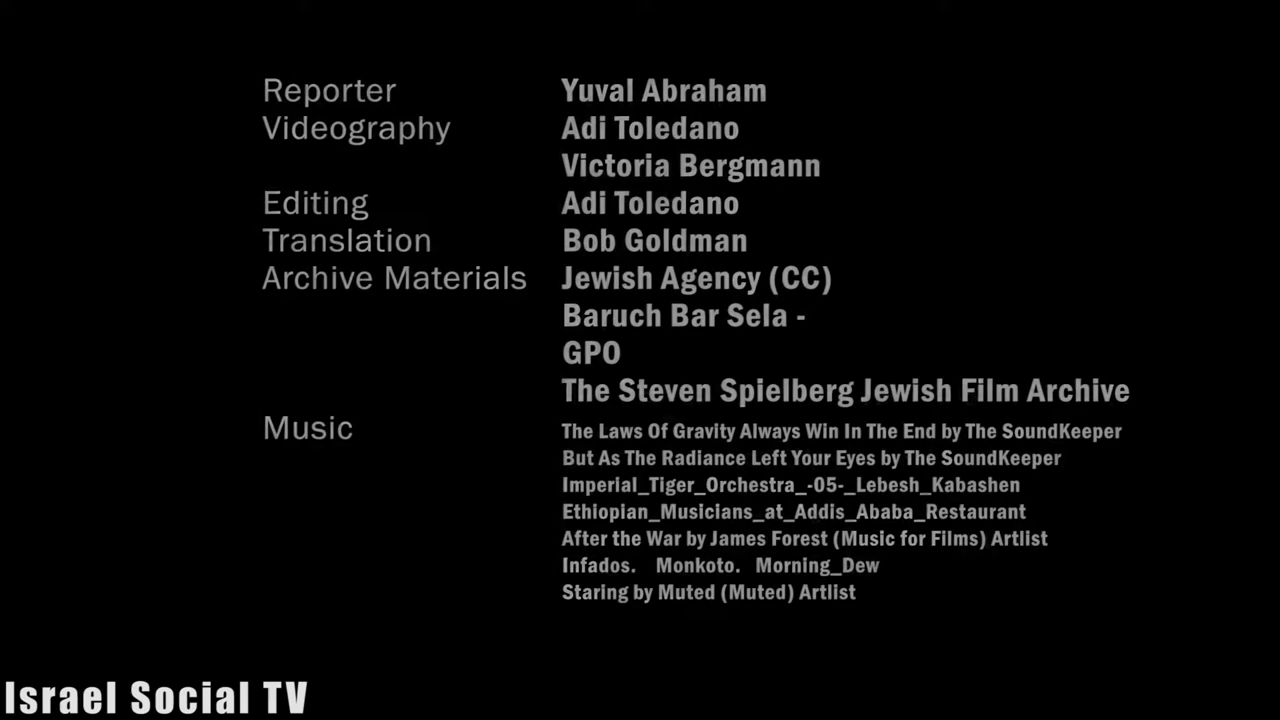 Reporter Yuval Abraham
Videography Adi Toledano
Victoria Bergmann
Editing Adi Toledano
Translation Bob Goldman
Archive Materials Jewish Agency (CC)
Baruch Bar Sela -
GPO
The Steven Spielberg Jewish Film Archive
Music The Laws Of Gravity Always Win In The End by The SoundKeeper
But As The Radiance Left Your Eyes by The SoundKeeper
Imperial_Tiger_Orchestra_-05-_Lebesh_Kabashen
Ethiopian_Musicians_at_Addis_Ababa_Restaurant
After the War by James Forest (Music for Films) Artlist
Infados. Monkoto. Morning_Dew
Staring by Muted (Muted) Artlist
Israel Social TV